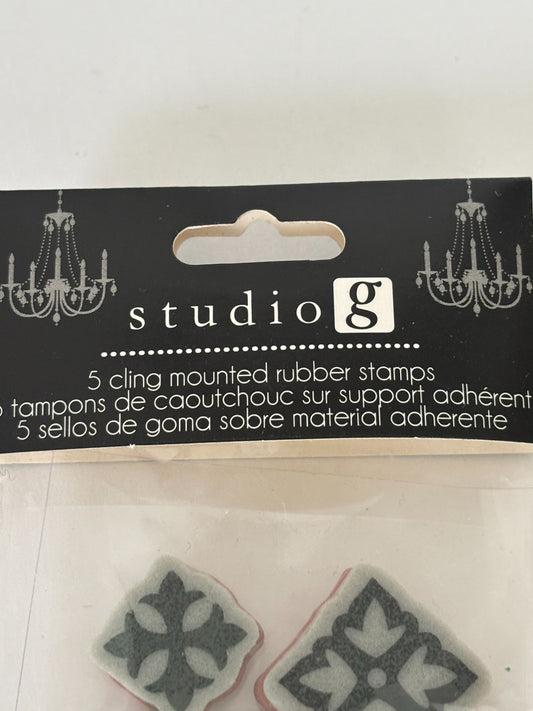 studio g
5 cling mounted rubber stamps
tampons de caoutchouc sur support adhérent
5 sellos de goma sobre material adherente